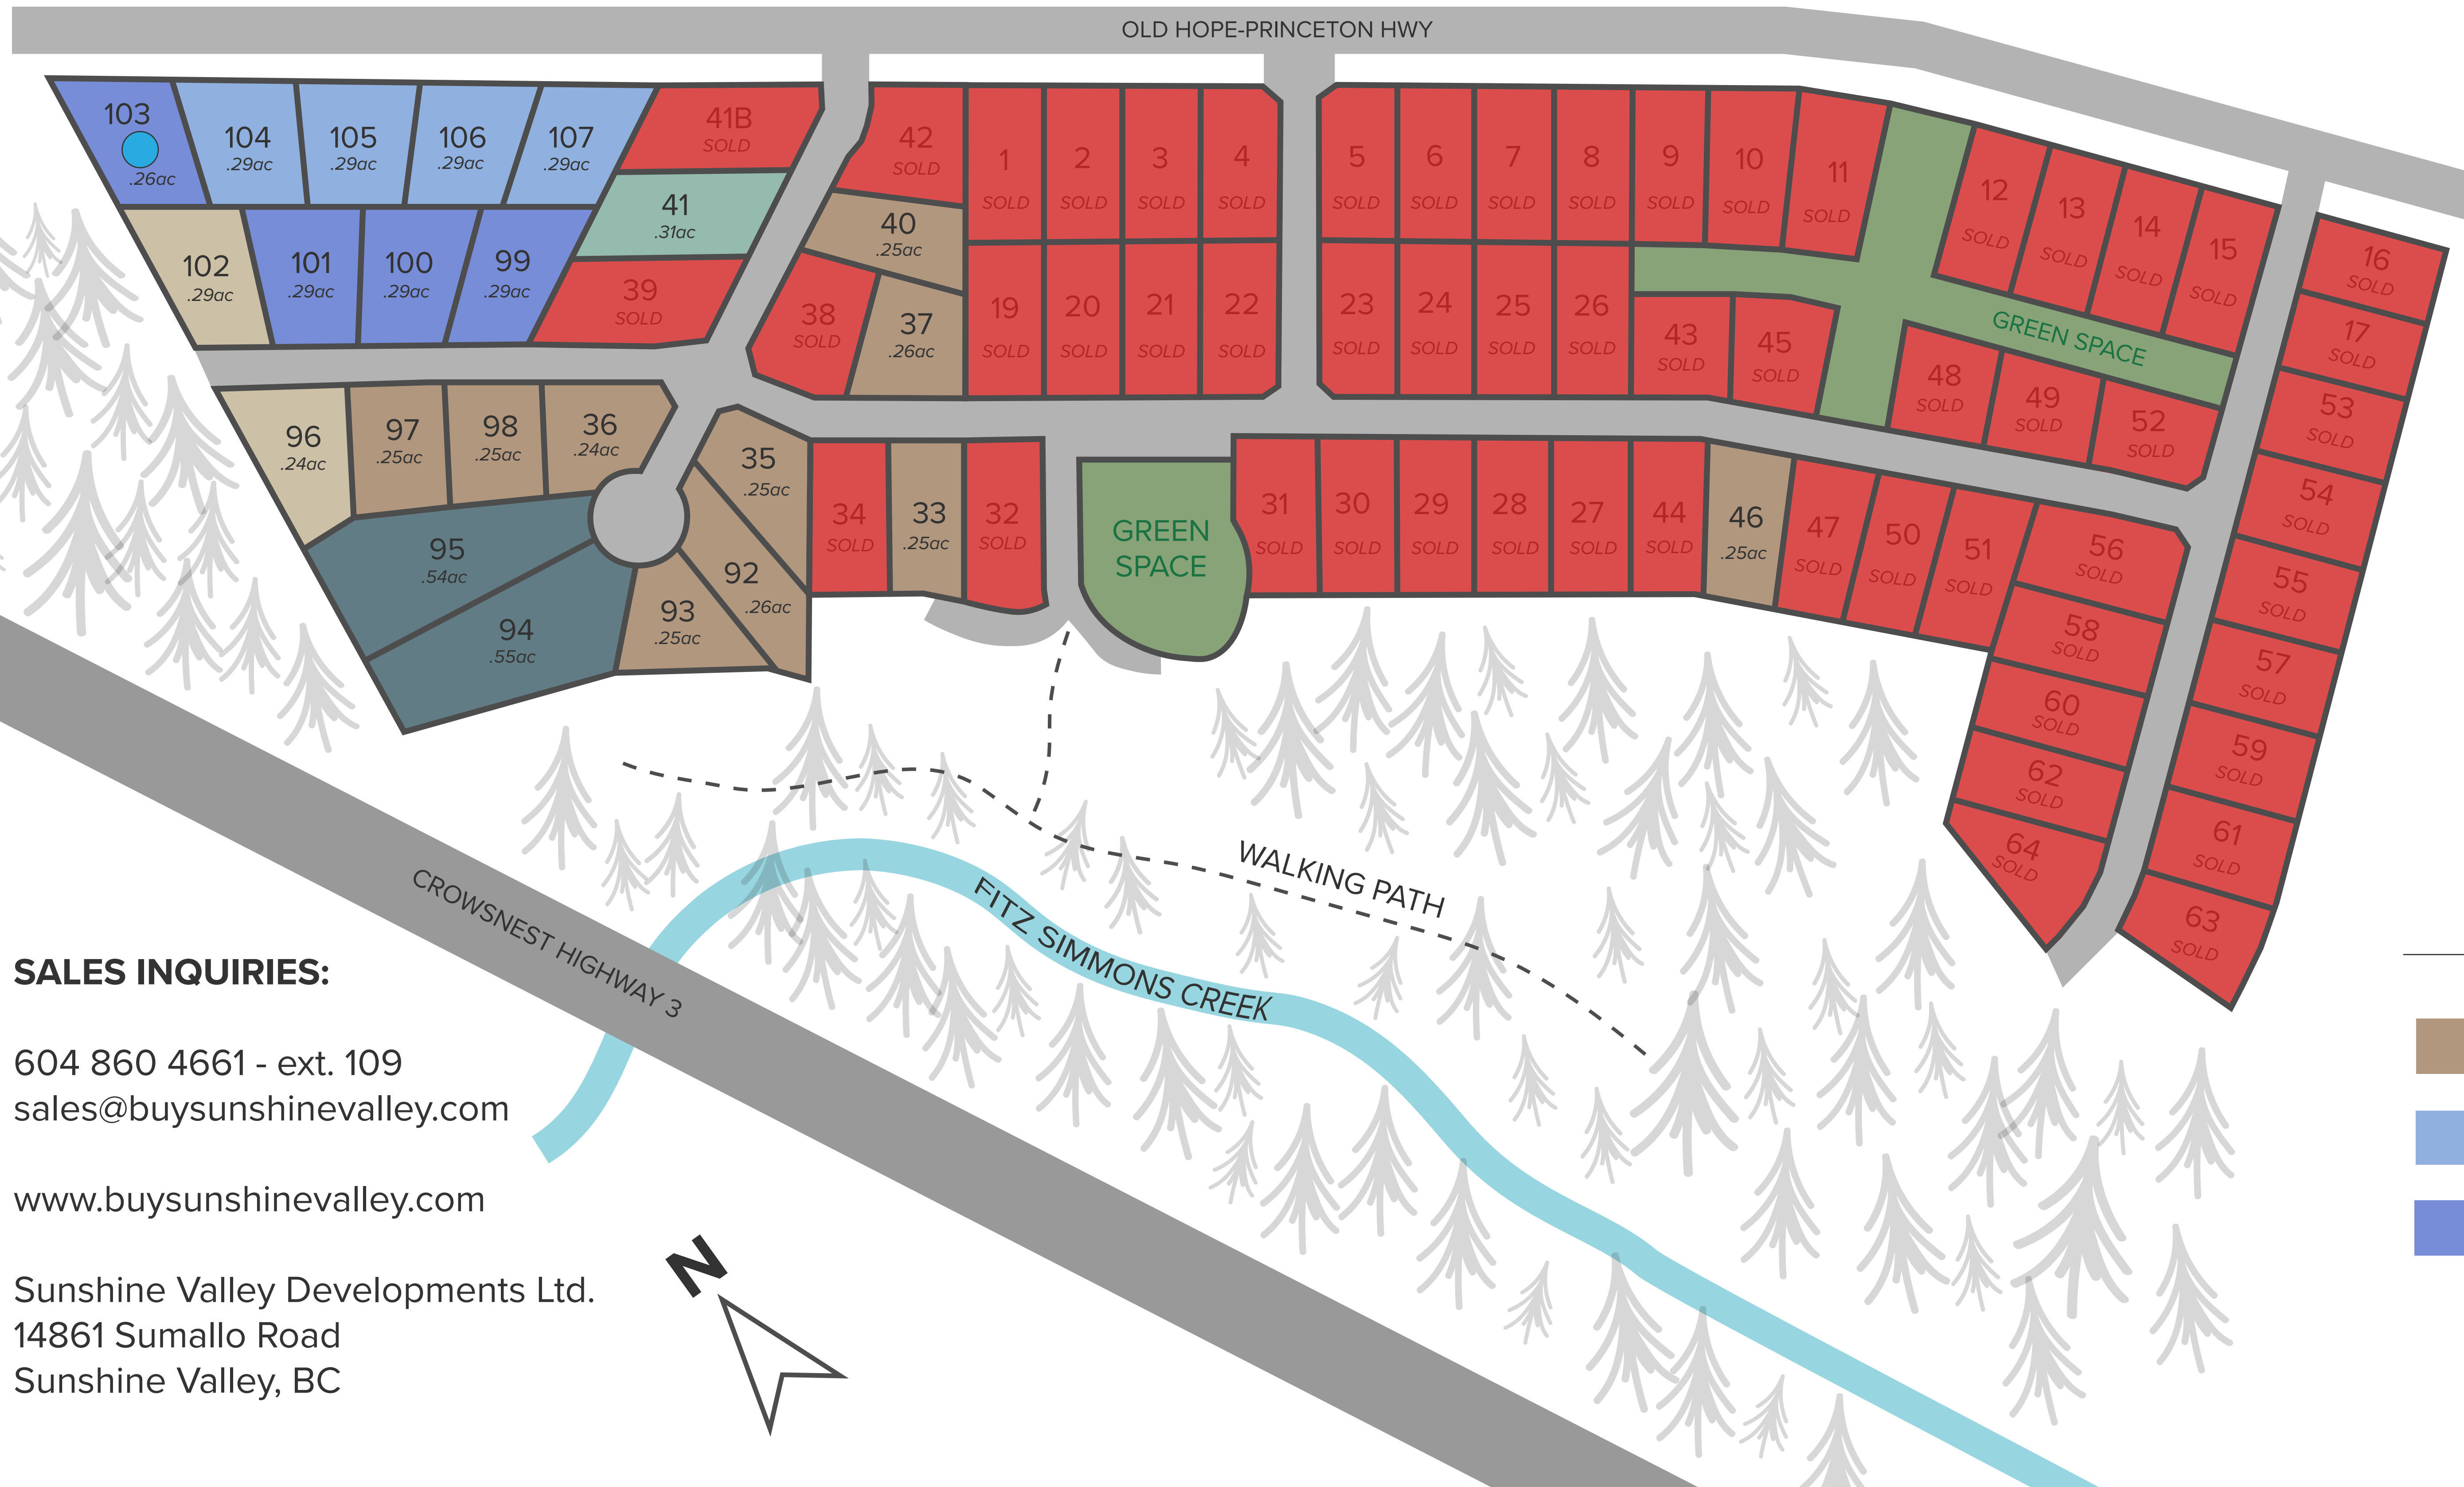 OLD HOPE-PRINCETON HWY
103
.26ac
104
.29ac
105
.29ac
106
.29ac
107
.29ac
41B
SOLD
42
SOLD
1
SOLD
2
SOLD
3
SOLD
4
SOLD
5
SOLD
6
SOLD
7
SOLD
8
SOLD
9
SOLD
10
SOLD
11
SOLD
12
SOLD
13
SOLD
14
SOLD
15
SOLD
16
SOLD
17
SOLD
102
.29ac
101
.29ac
100
.29ac
99
.29ac
41
.31ac
39
SOLD
40
.25ac
38
SOLD
37
.26ac
19
SOLD
20
SOLD
21
SOLD
22
SOLD
23
SOLD
24
SOLD
25
SOLD
26
SOLD
43
SOLD
45
SOLD
GREEN SPACE
48
SOLD
49
SOLD
52
SOLD
53
SOLD
54
SOLD
55
SOLD
57
SOLD
59
SOLD
61
SOLD
63
SOLD
96
.24ac
97
.25ac
98
.25ac
36
.24ac
35
.25ac
34
SOLD
33
.25ac
32
SOLD
GREEN
SPACE
31
SOLD
30
SOLD
29
SOLD
28
SOLD
27
SOLD
44
SOLD
46
.25ac
47
SOLD
50
SOLD
51
SOLD
56
SOLD
58
SOLD
60
SOLD
62
SOLD
64
SOLD
95
.54ac
94
.55ac
93
.25ac
92
.26ac
WALKING PATH
FITZ SIMMONS CREEK
CROWSNEST HIGHWAY 3
SALES INQUIRIES:
604 860 4661 - ext. 109
sales@buysunshinevalley.com
www.buysunshinevalley.com
Sunshine Valley Developments Ltd.
14861 Sumallo Road
Sunshine Valley, BC
N